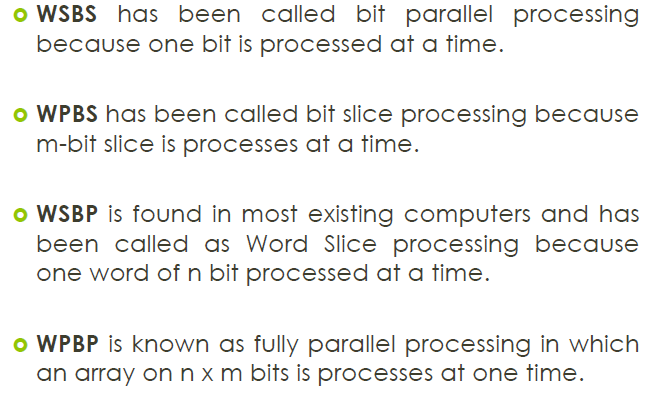 WSBS has been called bit parallel processing
because one bit is processed at a time.
WPBS has been called bit slice processing because
m-bit slice is processes at a time.
WSBP is found in most existing computers and has
been called as Word Slice processing because
one word of n bit processed at a time.
WPBP is known as fully parallel processing in which
an array on n x m bits is processes at one time.